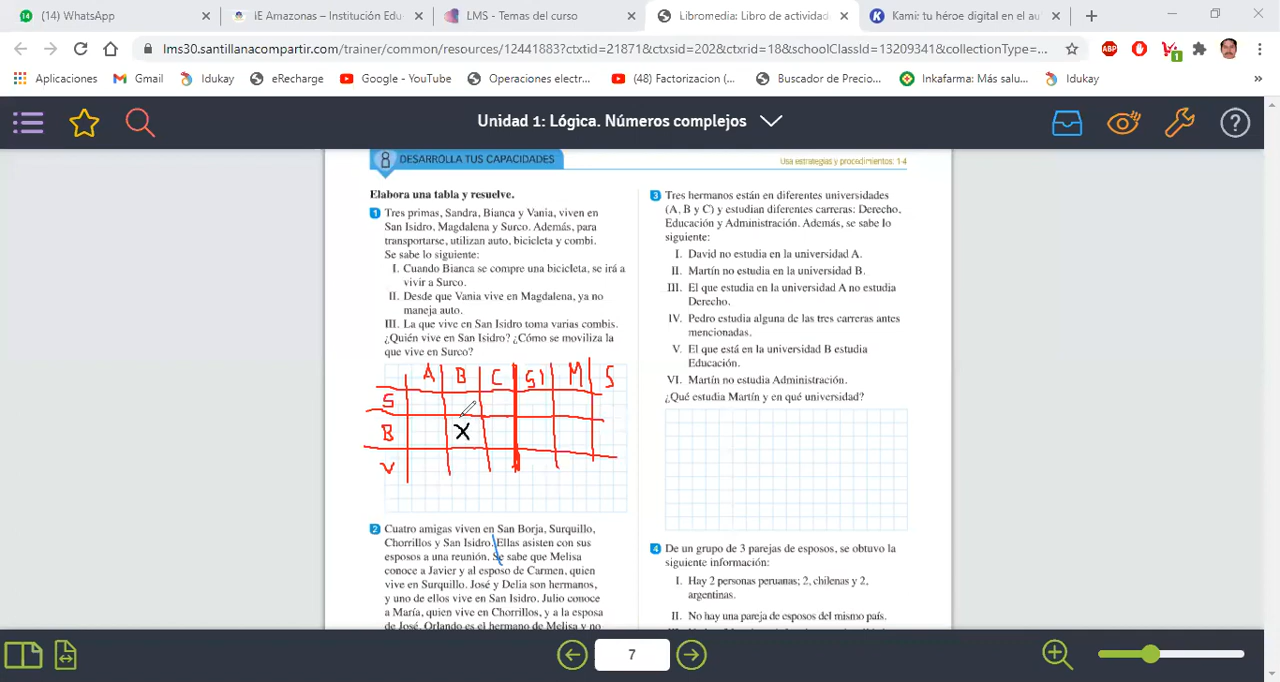 (14) WhatsApp
IE Amazonas – Institución Edu
LMS - Temas del curso
Libromedia: Libro de actividad
Kami: tu héroe digital en el au
lms30.santillanacompartir.com/trainer/common/resources/12441883?ctxtid=21871&ctxsid=202&ctxrid=18&schoolClassId=13209341&collectionType=...
ABP
1
Aplicaciones
Gmail
Idukay
eRecharge
Google - YouTube
Operaciones electr...
(48) Factorizacion (...
Buscador de Precio...
Inkafarma: Más salu...
Idukay
»
Unidad 1: Lógica. Números complejos
DESARROLLA TUS CAPACIDADES
Usa estrategias y procedimientos: 1-4
Elabora una tabla y resuelve.
1 Tres primas, Sandra, Bianca y Vania, viven en
San Isidro, Magdalena y Surco. Además, para
transportarse, utilizan auto, bicicleta y combi.
Se sabe lo siguiente:
I. Cuando Bianca se compre una bicicleta, se irá a
vivir a Surco.
II. Desde que Vania vive en Magdalena, ya no
maneja auto.
III. La que vive en San Isidro toma varias combis.
¿Quién vive en San Isidro? ¿Cómo se moviliza la
que vive en Surco?
A B C SI M S
S
B X
V
2 Cuatro amigas viven en San Borja, Surquillo,
Chorrillos y San Isidro. Ellas asisten con sus
esposos a una reunión. Se sabe que Melisa
conoce a Javier y al esposo de Carmen, quien
vive en Surquillo. José y Delia son hermanos,
y uno de ellos vive en San Isidro. Julio conoce
a María, quien vive en Chorrillos, y a la esposa
de José. Orlando es el hermano de Melisa y no
3 Tres hermanos están en diferentes universidades
(A, B y C) y estudian diferentes carreras: Derecho,
Educación y Administración. Además, se sabe lo
siguiente:
I. David no estudia en la universidad A.
II. Martín no estudia en la universidad B.
III. El que estudia en la universidad A no estudia
Derecho.
IV. Pedro estudia alguna de las tres carreras antes
mencionadas.
V. El que está en la universidad B estudia
Educación.
VI. Martín no estudia Administración.
¿Qué estudia Martín y en qué universidad?
4 De un grupo de 3 parejas de esposos, se obtuvo la
siguiente información:
I. Hay 2 personas peruanas; 2, chilenas y 2,
argentinas.
II. No hay una pareja de esposos del mismo país.
7